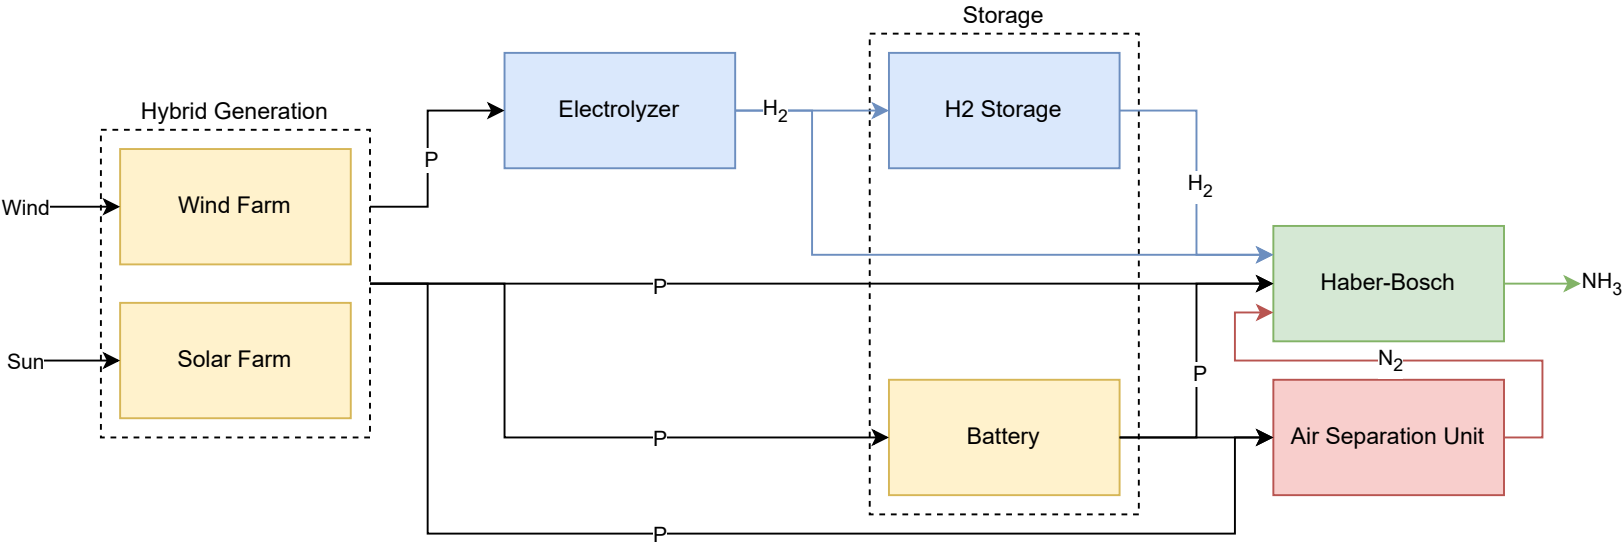 Storage
Hybrid Generation
Electrolyzer
H2
H2 Storage
P
H2
Wind
Wind Farm
P
Haber-Bosch
NH3
Sun
Solar Farm
N2
P
P
Battery
Air Separation Unit
P